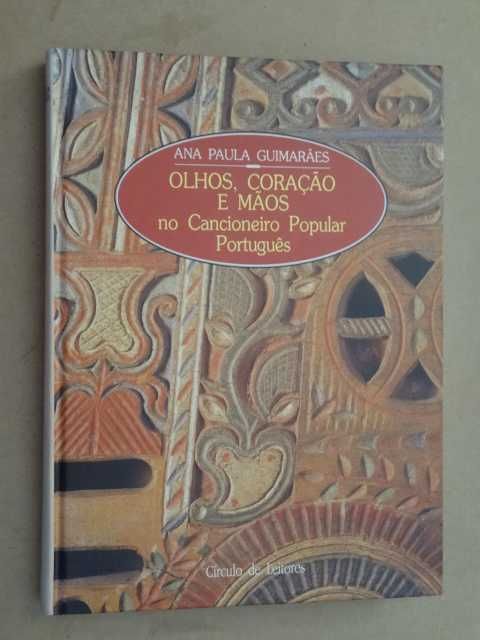 ANA PAULA GUIMARÃES
OLHOS, CORAÇÃO
E MÃOS
no Cancioneiro Popular
Português
Círculo de Leitores